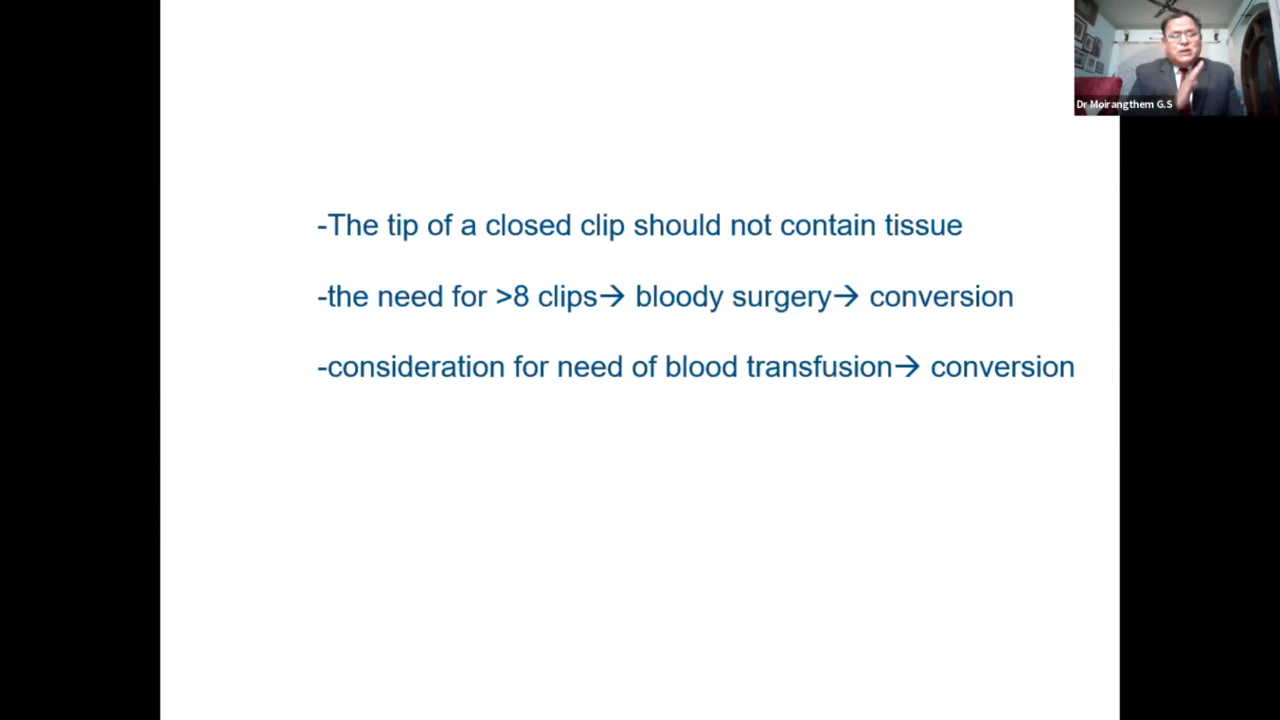 Dr Moirangthem G.S
-The tip of a closed clip should not contain tissue
-the need for >8 clips→ bloody surgery→ conversion
-consideration for need of blood transfusion→ conversion